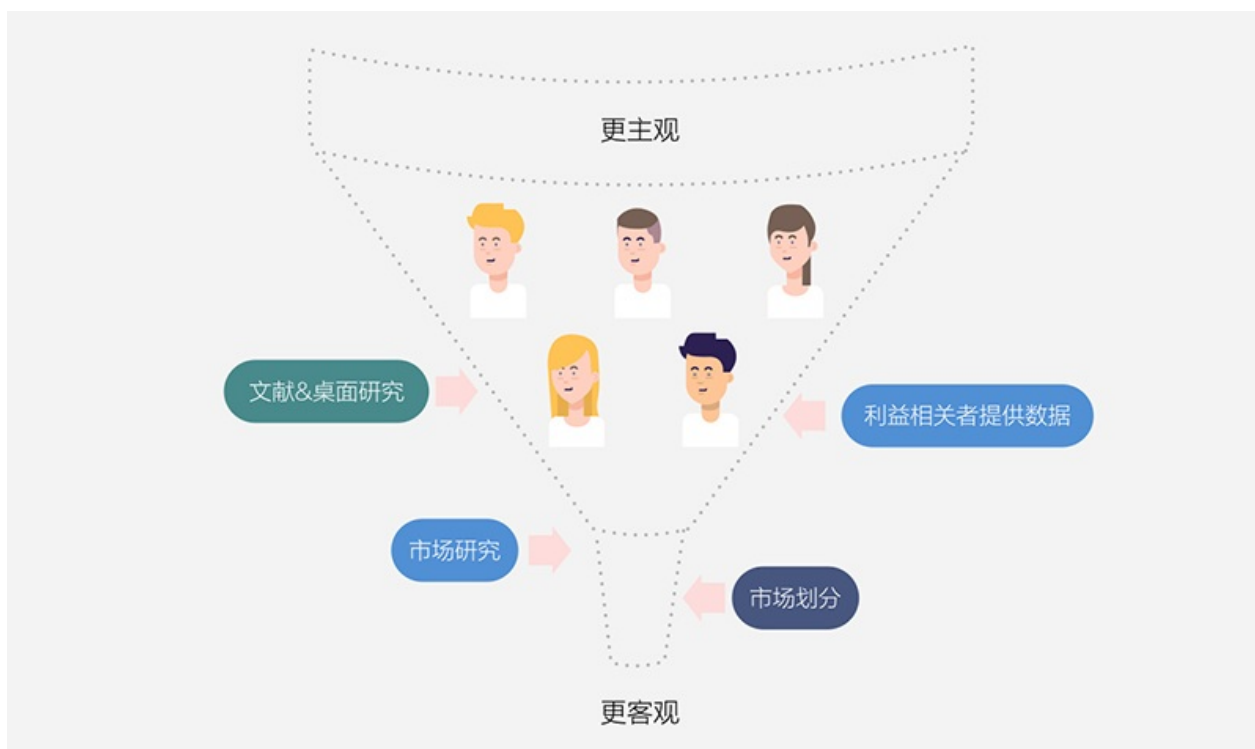 更主观
文献&桌面研究
利益相关者提供数据
市场研究
市场划分
更客观